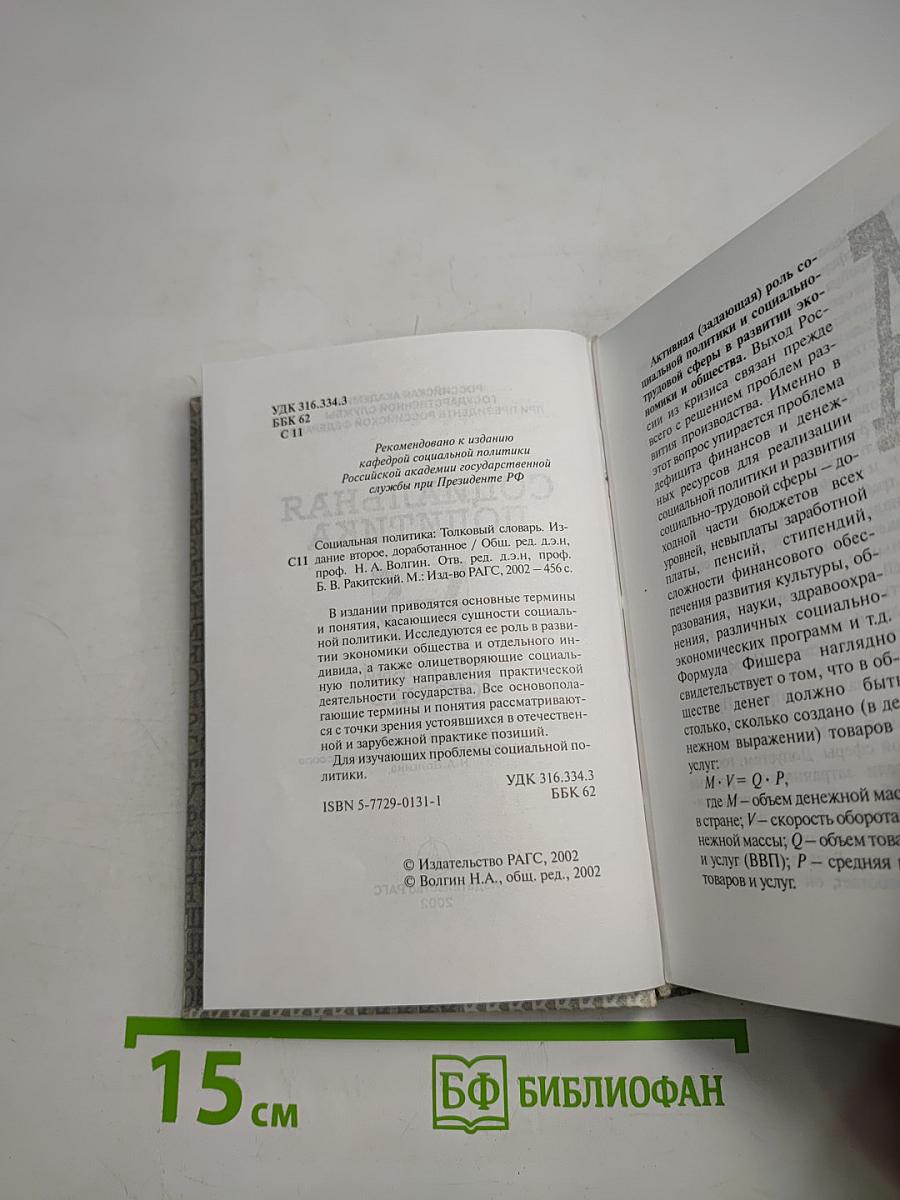 УДК 316.334.3
ББК 62
С 11
Рекомендовано к изданию
кафедрой социальной политики
Российской академии государственной
службы при Президенте РФ
Социальная политика: Толковый словарь. Из-
С11 дание второе, доработанное / Общ. ред. д.э.н,
проф. Н. А. Волгин. Отв. ред. д.э.н, проф.
Б. В. Ракитский. М.: Изд-во РАГС, 2002 – 456 с.
В издании приводятся основные термины
и понятия, касающиеся сущности социаль-
ной политики. Исследуются ее роль в разви-
тии экономики общества и отдельного ин-
дивида, а также олицетворяющие социаль-
ную политику направления практической
деятельности государства. Все основопола-
гающие термины и понятия рассматривают-
ся с точки зрения устоявшихся в отечествен-
ной и зарубежной практике позиций.
Для изучающих проблемы социальной по-
литики.
УДК 316.334.3
ББК 62
ISBN 5-7729-0131-1
© Издательство РАГС, 2002
© Волгин Н.А., общ. ред., 2002
Активная (задающая) роль со-
циальной политики и социально-
трудовой сферы в развитии эко-
номики и общества. Выход Рос-
сии из кризиса связан прежде
всего с решением проблем раз-
вития производства. Именно в
этот вопрос упирается проблема
дефицита финансов и денеж-
ных ресурсов для реализации
социальной политики и развития
социально-трудовой сферы – до-
ходной части бюджетов всех
уровней, невыплаты заработной
платы, пенсий, стипендий,
сложности финансового обес-
печения развития культуры, об-
разования, науки, здравоохра-
нения, различных социально-
экономических программ и т.д.
Формула Фишера наглядно
свидетельствует о том, что в об-
ществе денег должно быть
столько, сколько создано (в де-
нежном выражении) товаров
услуг:
M · V = Q · P,
где M – объем денежной мас
в стране; V – скорость оборота
нежной массы; Q – объем това
и услуг (ВВП); P – средняя
товаров и услуг.
15 см
БФ БИБЛИОФАН